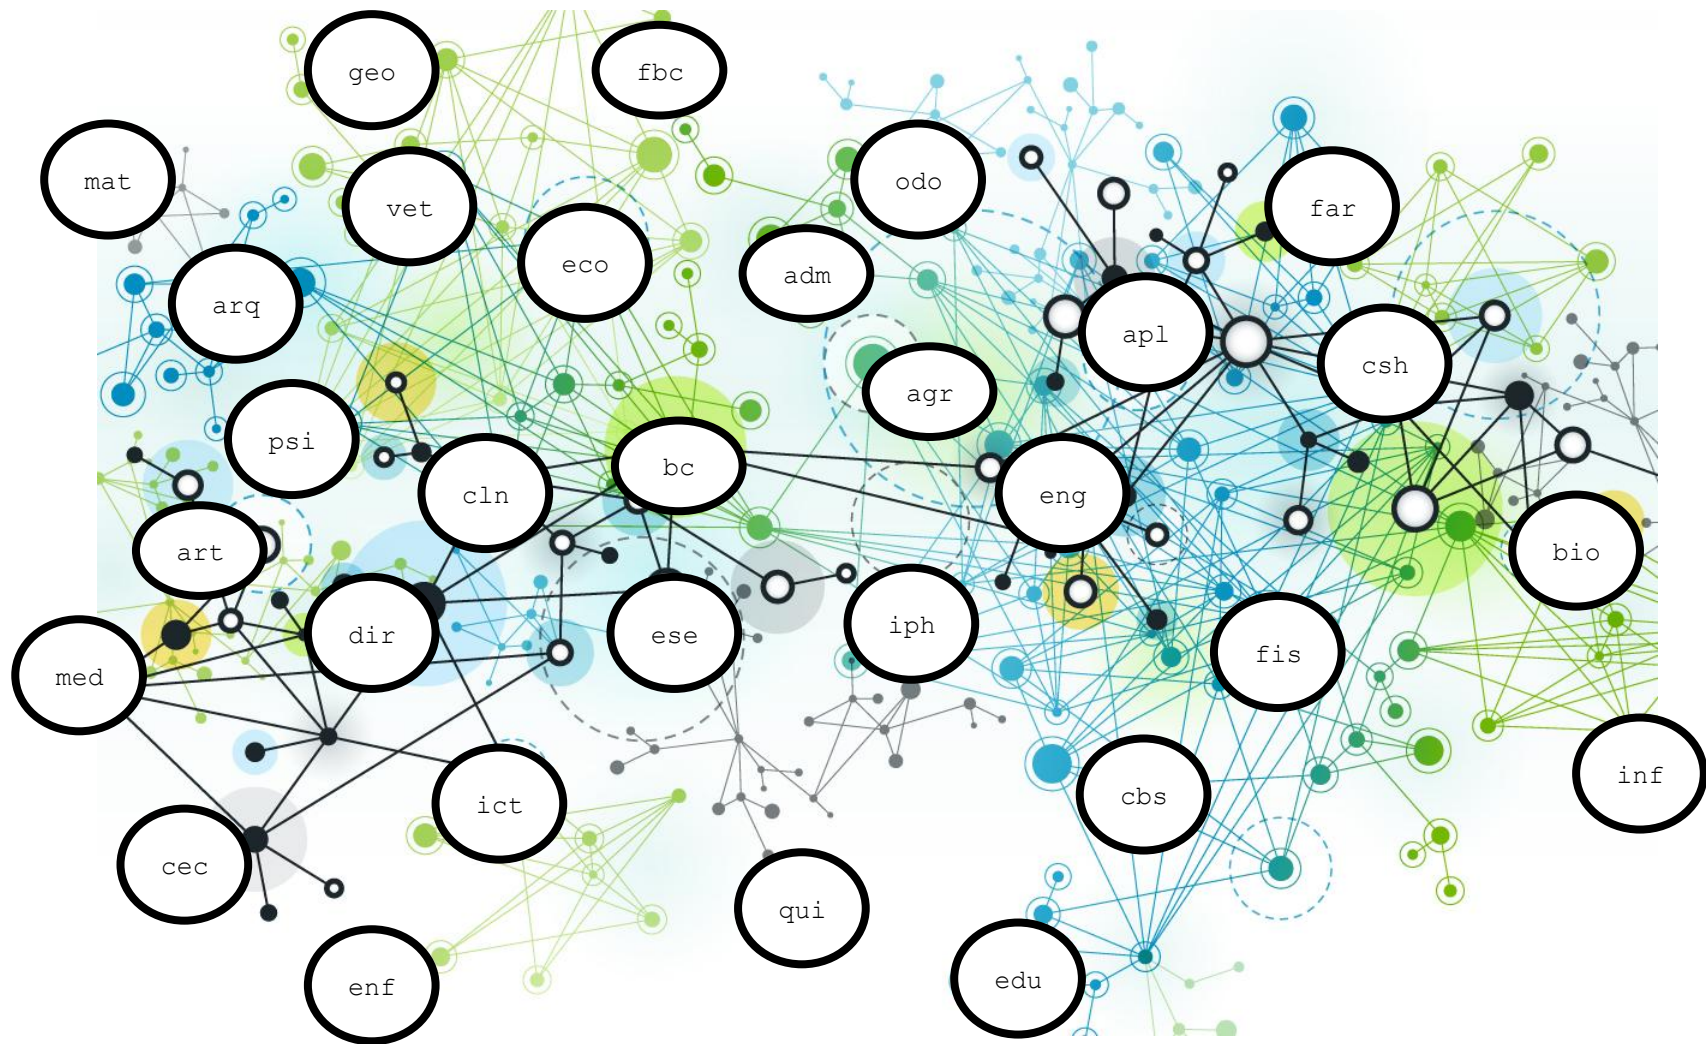 geo
fbc
mat
vet
odo
far
eco
adm
arq
apl
csh
agr
psi
bc
cln
eng
art
bio
dir
ese
iph
fis
med
inf
ict
cbs
cec
qui
edu
enf